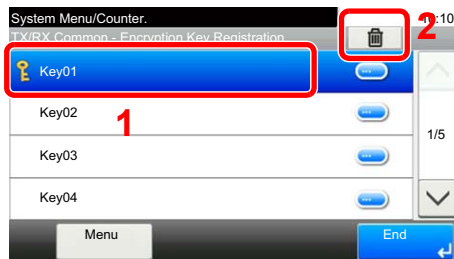 System Menu/Counter.
10:10
2
TX/RX Common - Encryption Key Registration
Key01
Key02
1
1/5
Key03
Key04
Menu
End